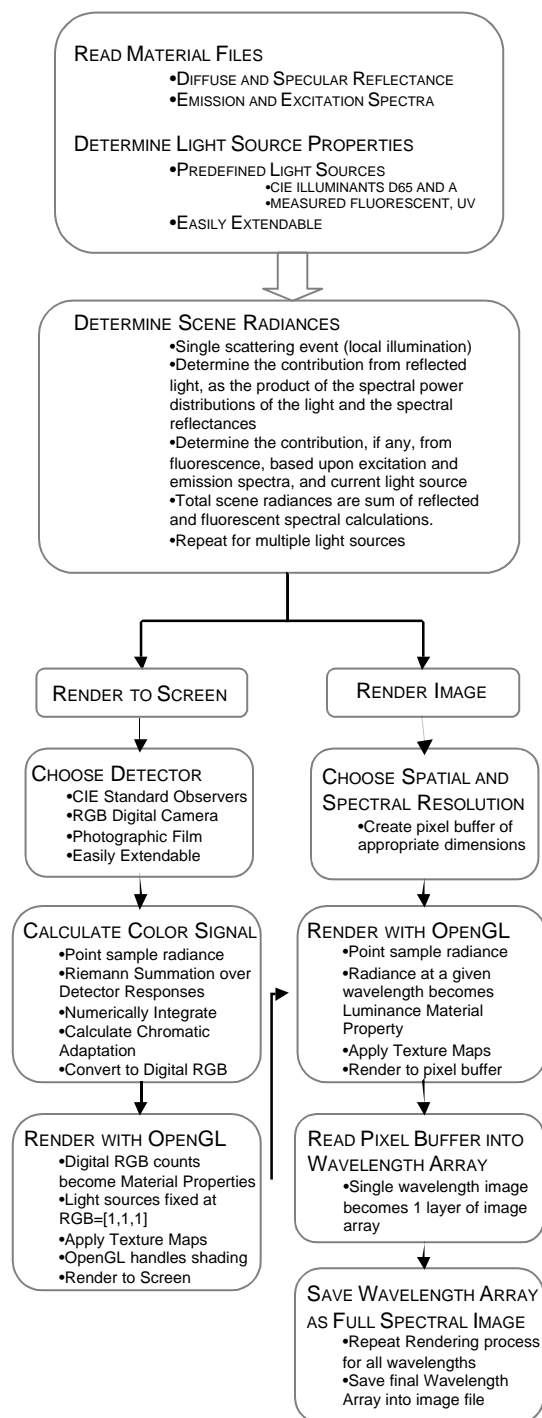 READ MATERIAL FILES
•DIFFUSE AND SPECULAR REFLECTANCE
•EMISSION AND EXCITATION SPECTRA
DETERMINE LIGHT SOURCE PROPERTIES
•PREDEFINED LIGHT SOURCES
•CIE ILLUMINANTS D65 AND A
•MEASURED FLUORESCENT, UV
•EASILY EXTENDABLE
DETERMINE SCENE RADIANCES
•Single scattering event (local illumination)
•Determine the contribution from reflected
light, as the product of the spectral power
distributions of the light and the spectral
reflectances
•Determine the contribution, if any, from
fluorescence, based upon excitation and
emission spectra, and current light source
•Total scene radiances are sum of reflected
and fluorescent spectral calculations.
•Repeat for multiple light sources
RENDER TO SCREEN
CHOOSE DETECTOR
•CIE Standard Observers
•RGB Digital Camera
•Photographic Film
•Easily Extendable
CALCULATE COLOR SIGNAL
•Point sample radiance
•Riemann Summation over
Detector Responses
•Numerically Integrate
•Calculate Chromatic
Adaptation
•Convert to Digital RGB
RENDER WITH OPENGL
•Digital RGB counts
become Material Properties
•Light sources fixed at
RGB=[1,1,1]
•Apply Texture Maps
•OpenGL handles shading
•Render to Screen
RENDER IMAGE
CHOOSE SPATIAL AND
SPECTRAL RESOLUTION
•Create pixel buffer of
appropriate dimensions
RENDER WITH OPENGL
•Point sample radiance
•Radiance at a given
wavelength becomes
Luminance Material
Property
•Apply Texture Maps
•Render to pixel buffer
READ PIXEL BUFFER INTO
WAVELENGTH ARRAY
•Single wavelength image
becomes 1 layer of image
array
SAVE WAVELENGTH ARRAY
AS FULL SPECTRAL IMAGE
•Repeat Rendering process
for all wavelengths
•Save final Wavelength
Array into image file